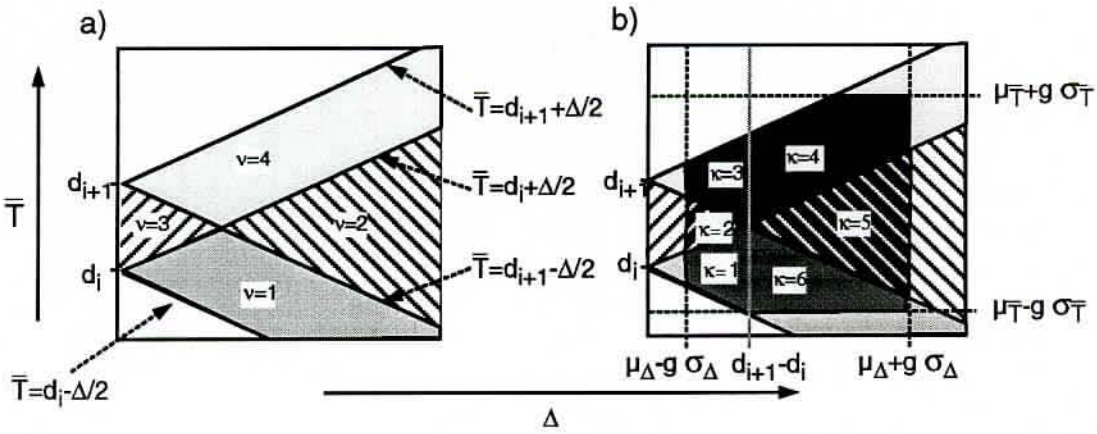 a)
T̅
d_{i+1}
d_i
ν=4
ν=3
ν=2
ν=1
T̅=d_{i+1}+Δ/2
T̅=d_i+Δ/2
T̅=d_{i+1}-Δ/2
T̅=d_i-Δ/2
b)
d_{i+1}
d_i
κ=3
κ=4
κ=2
κ=5
κ=1
κ=6
μ_T̅+g σ_T̅
μ_T̅-g σ_T̅
μ_Δ-g σ_Δ
d_{i+1}-d_i
μ_Δ+g σ_Δ
Δ